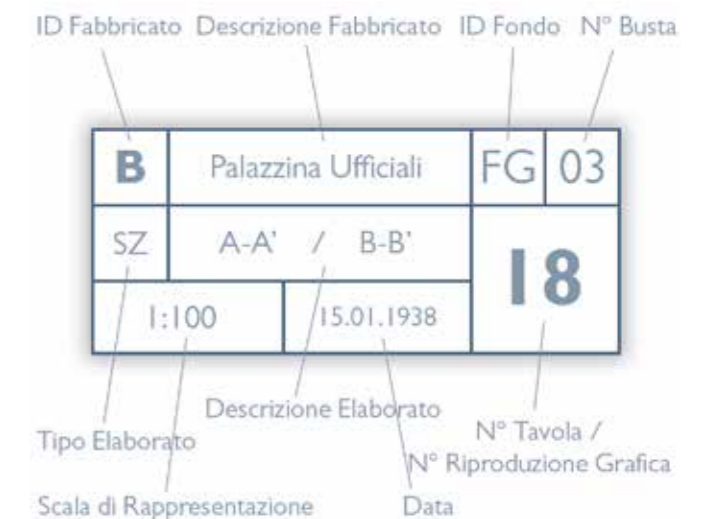 ID Fabbricato Descrizione Fabbricato ID Fondo N° Busta
B Palazzina Ufficiali FG 03
SZ A-A' / B-B'
18
1:100 15.01.1938
Descrizione Elaborato
Tipo Elaborato
N° Tavola /
N° Riproduzione Grafica
Scala di Rappresentazione Data